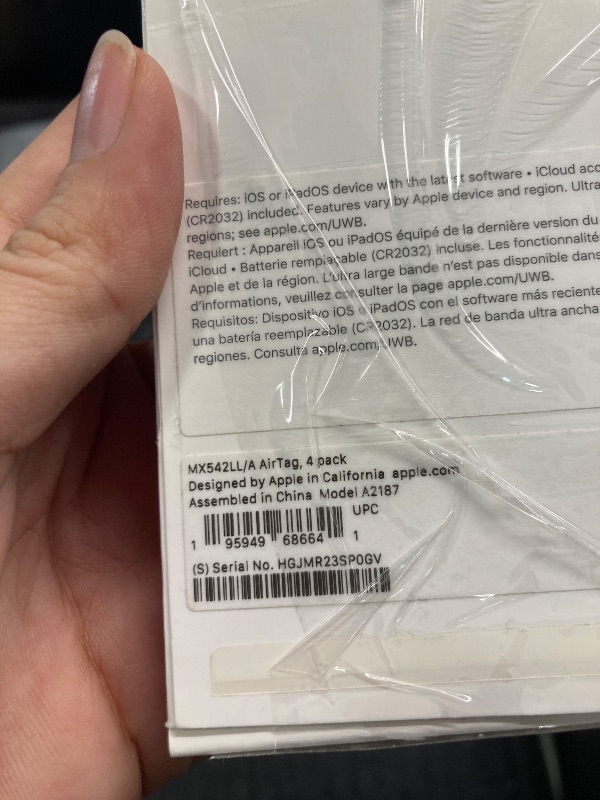 Requires: iOS or iPadOS device with the latest software • iCloud acc
(CR2032) included. Features vary by Apple device and region. Ultra
regions; see apple.com/UWB.
Requiert : Appareil iOS ou iPadOS équipé de la dernière version du
iCloud • Batterie remplaçable (CR2032) incluse. Les fonctionnalité
Apple et de la région. L'ultra large bande n'est pas disponible dans
d'informations, veuillez consulter la page apple.com/UWB.
Requisitos: Dispositivo iOS o iPadOS con el software más reciente
una batería reemplazable (CR2032). La red de banda ultra ancha
regiones. Consulta apple.com/UWB.
MX542LL/A AirTag, 4 pack
Designed by Apple in California apple.com
Assembled in China Model A2187
UPC
1 95949 68664 1
(S) Serial No. HGJMR23SP0GV